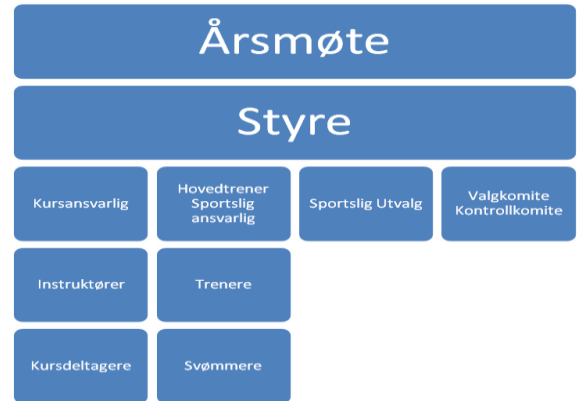 Årsmøte
Styre
Kursansvarlig
Hovedtrener
Sportslig
ansvarlig
Sportslig Utvalg
Valgkomite
Kontrollkomite
Instruktører
Trenere
Kursdeltagere
Svømmere